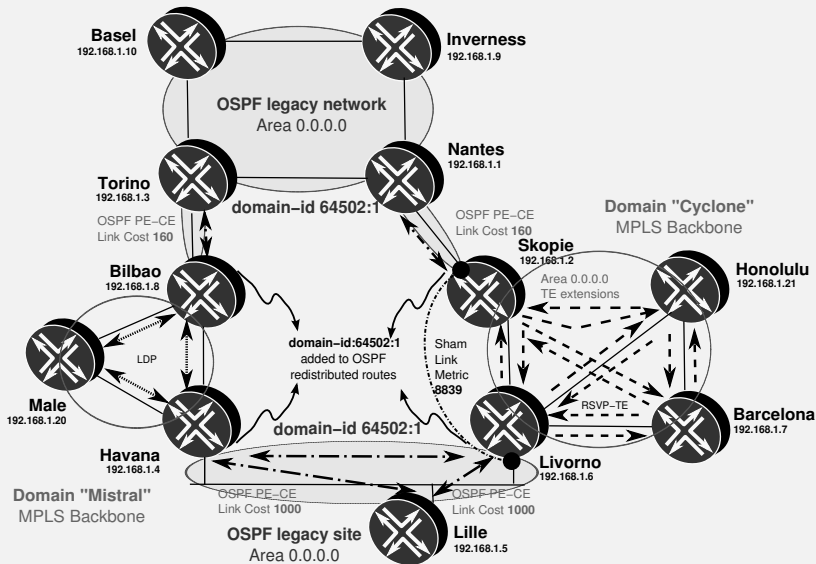 Basel
192.168.1.10
Inverness
192.168.1.9
OSPF legacy network
Area 0.0.0.0
Torino
192.168.1.3
Nantes
192.168.1.1
domain−id 64502:1
OSPF PE−CE
Link Cost 160
OSPF PE−CE
Link Cost 160
Domain "Cyclone"
MPLS Backbone
Skopie
192.168.1.2
Bilbao
192.168.1.8
Honolulu
192.168.1.21
Area 0.0.0.0
TE extensions
domain−id:64502:1
added to OSPF
redistributed routes
Sham
Link
Metric
8839
LDP
Male
192.168.1.20
RSVP−TE
Barcelona
192.168.1.7
Havana
192.168.1.4
domain−id 64502:1
Livorno
192.168.1.6
Domain "Mistral"
MPLS Backbone
OSPF PE−CE
Link Cost 1000
OSPF PE−CE
Link Cost 1000
OSPF legacy site
Area 0.0.0.0
Lille
192.168.1.5